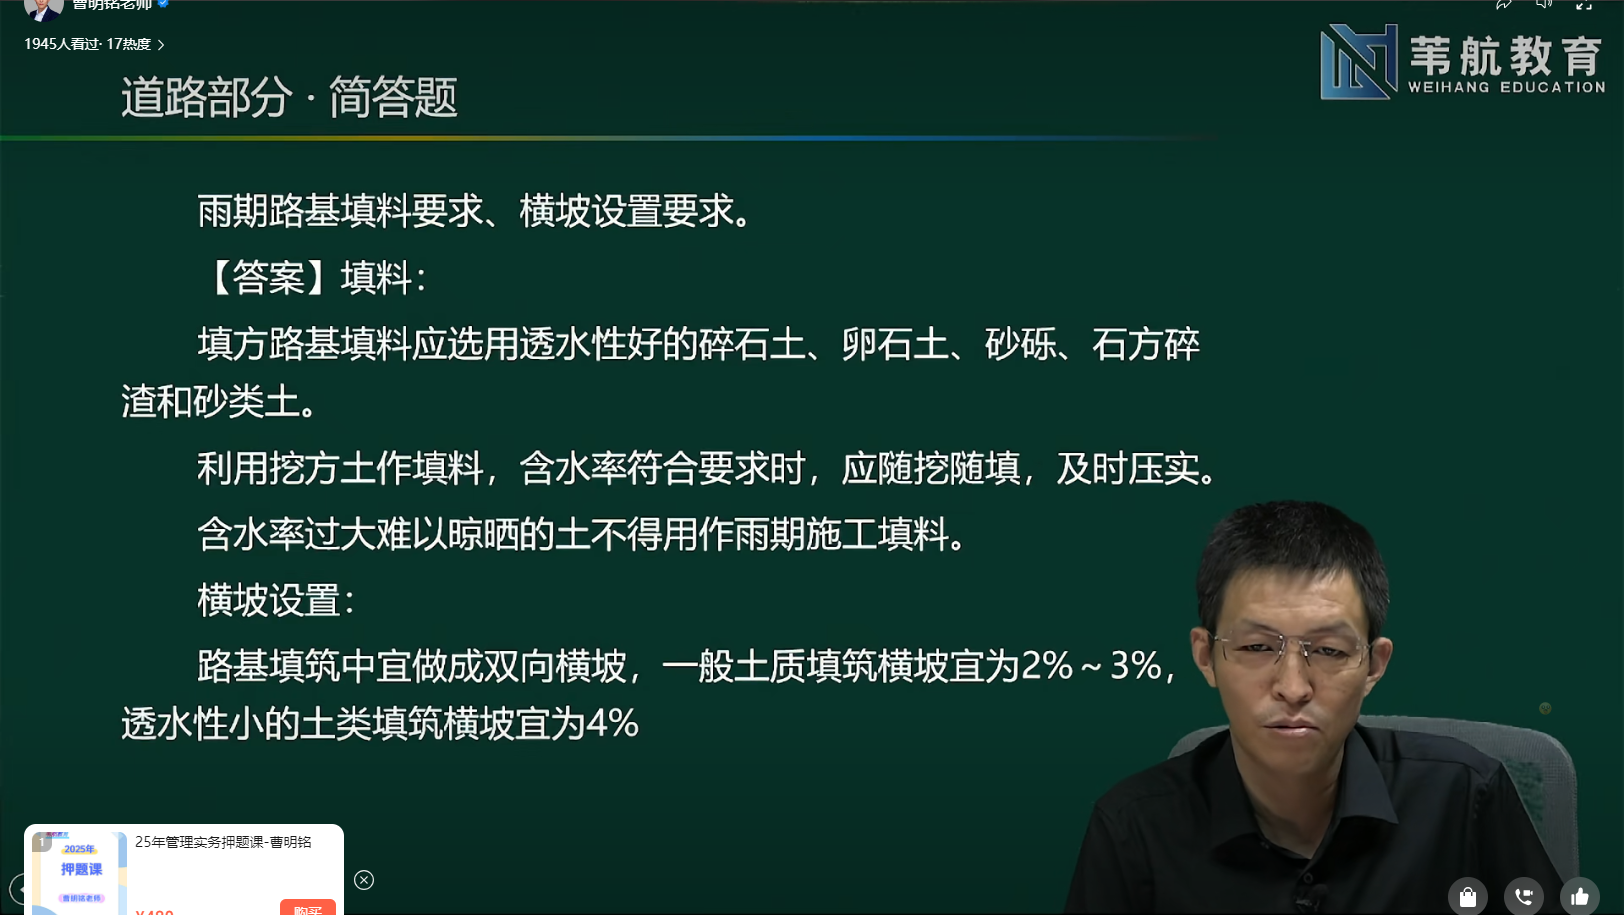 曹明铭老师
1945人看过· 17热度
苇航教育
WEIHANG EDUCATION
道路部分 · 简答题
雨期路基填料要求、横坡设置要求。
【答案】填料：
填方路基填料应选用透水性好的碎石土、卵石土、砂砾、石方碎
渣和砂类土。
利用挖方土作填料，含水率符合要求时，应随挖随填，及时压实。
含水率过大难以晾晒的土不得用作雨期施工填料。
横坡设置：
路基填筑中宜做成双向横坡，一般土质填筑横坡宜为2%～3%，
透水性小的土类填筑横坡宜为4%
1
2025年
押题课
曹明铭老师
25年管理实务押题课-曹明铭
购买